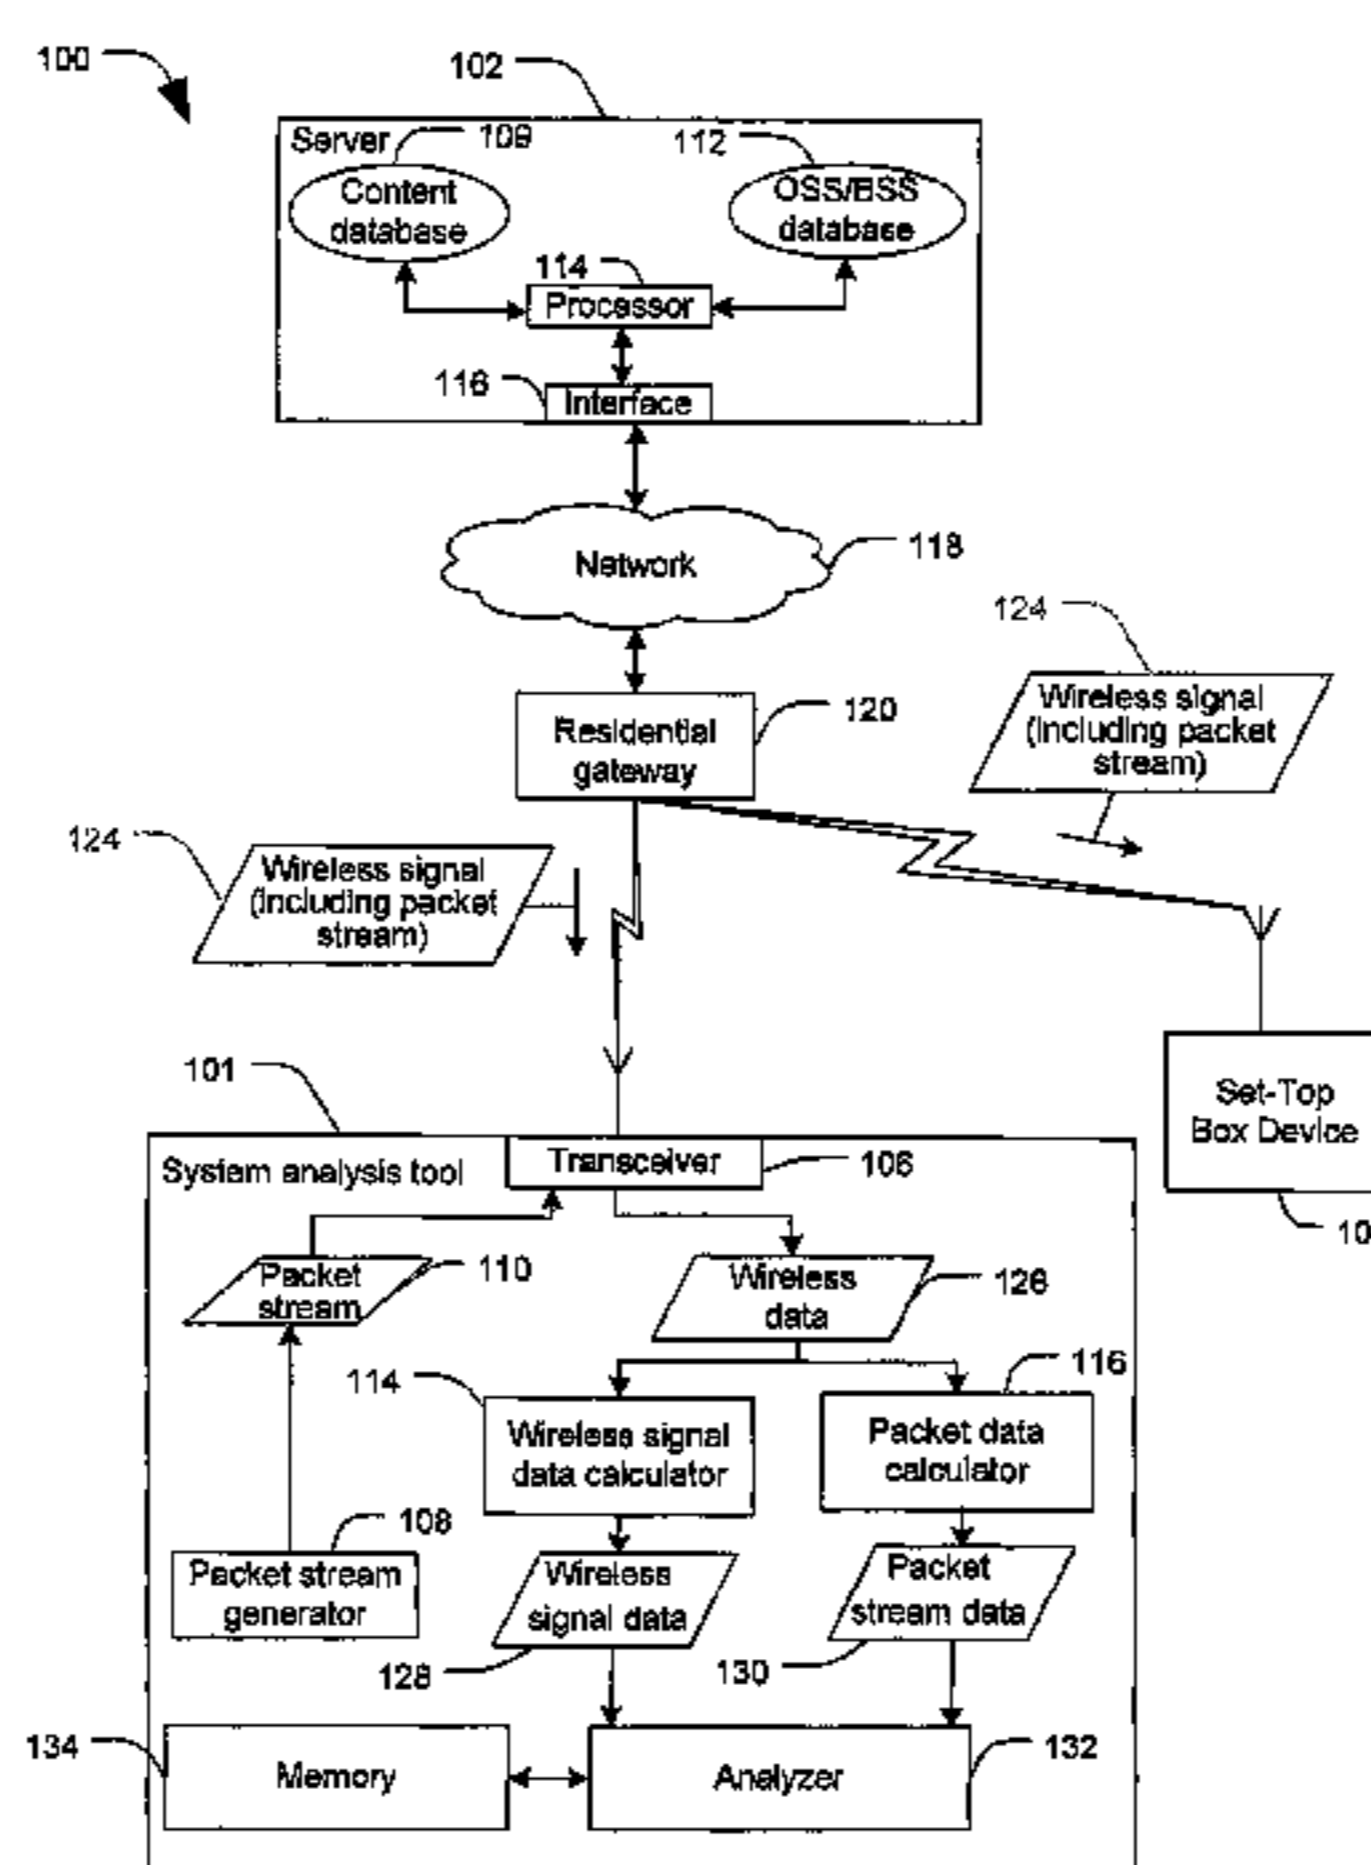 100
102
Server
109
112
Content
database
OSS/BSS
database
114
Processor
116
Interface
Network
118
124
Wireless signal
(including packet
stream)
Residential
gateway
120
124
Wireless signal
(including packet
stream)
101
Set-Top
Box Device
10
System analysis tool
Transceiver
106
Packet
stream
110
Wireless
data
126
114
116
Wireless signal
data calculator
Packet data
calculator
108
Packet stream
generator
Wireless
signal data
128
Packet
stream data
130
134
Memory
Analyzer
132